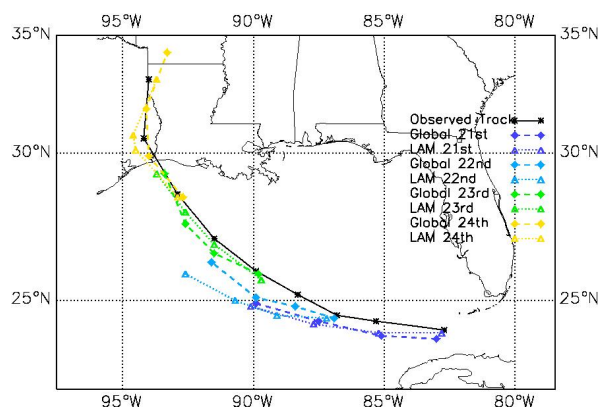 95°W 90°W 85°W 80°W
35°N 35°N
Observed Track
Global 21st
LAM 21st
Global 22nd
LAM 22nd
Global 23rd
LAM 23rd
Global 24th
LAM 24th
30°N 30°N
25°N 25°N
95°W 90°W 85°W 80°W